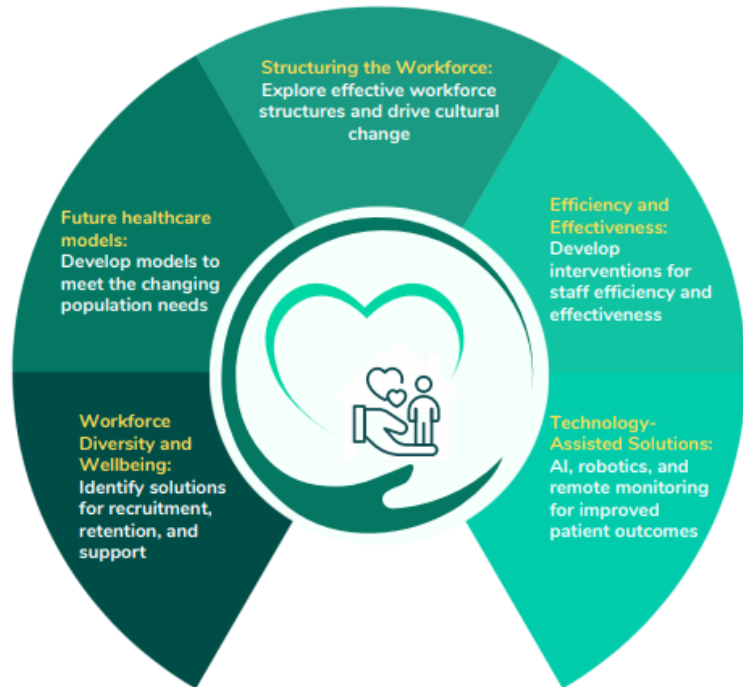 Structuring the Workforce:
Explore effective workforce
structures and drive cultural
change
Future healthcare
models:
Develop models to
meet the changing
population needs
Efficiency and
Effectiveness:
Develop
interventions for
staff efficiency and
effectiveness
Workforce
Diversity and
Wellbeing:
Identify solutions
for recruitment,
retention, and
support
Technology-
Assisted Solutions:
AI, robotics, and
remote monitoring
for improved
patient outcomes